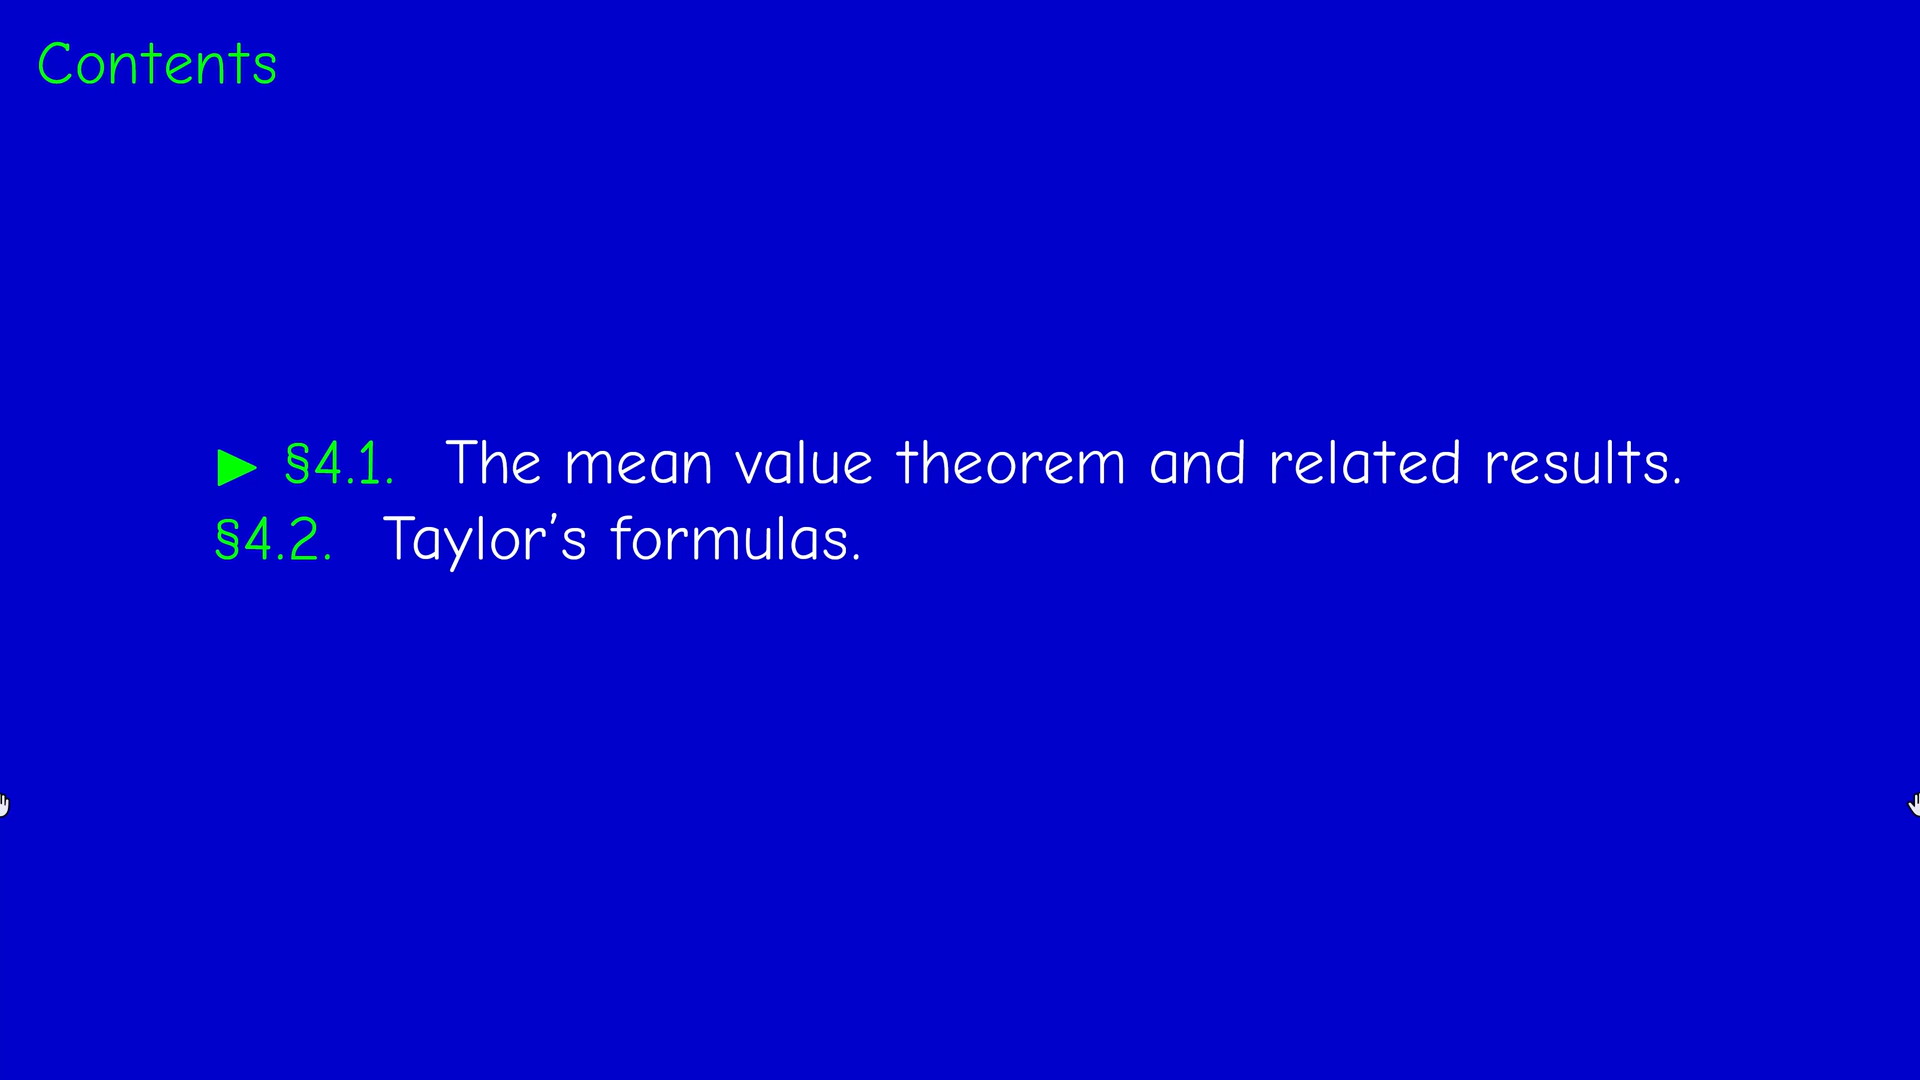 Contents
▶ §4.1. The mean value theorem and related results.
§4.2. Taylor's formulas.